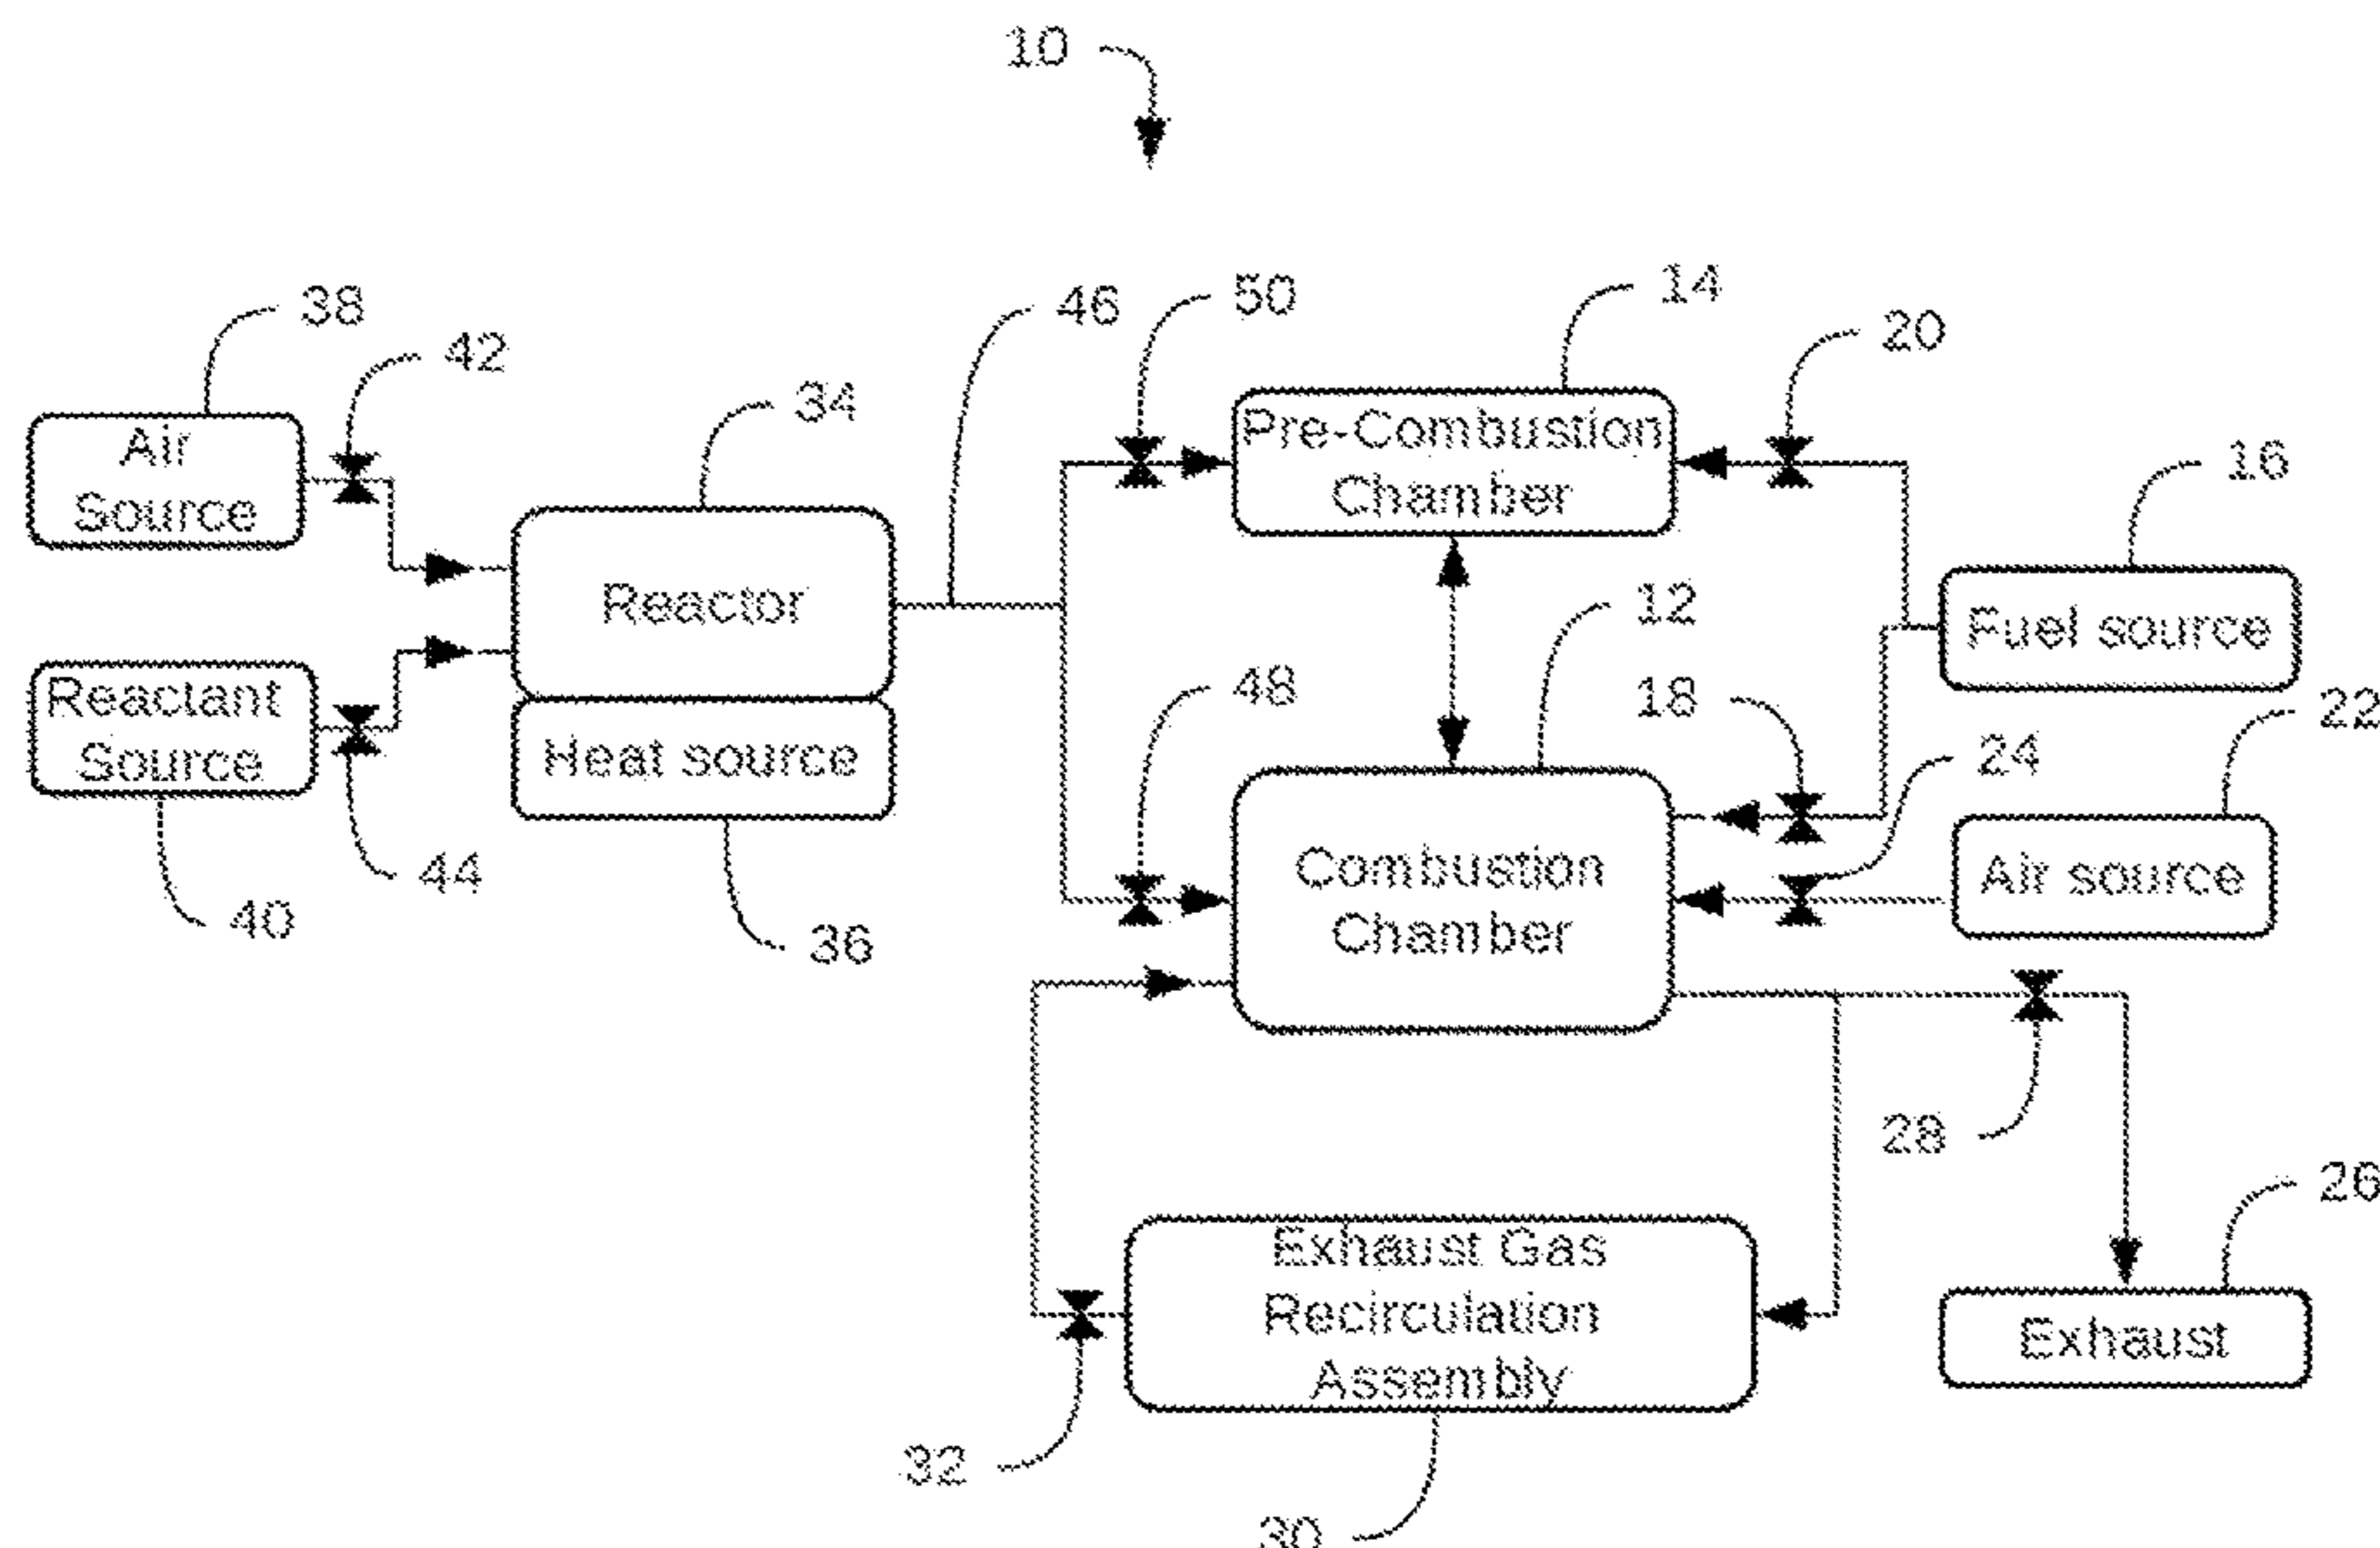 10
38
42
34
46
50
14
20
16
Air
Source
Pre-Combustion
Chamber
Reactor
12
Fuel source
Reactant
Source
Heat source
48
18
24
22
44
40
36
Combustion
Chamber
Air source
28
26
Exhaust Gas
Recirculation
Assembly
Exhaust
32
30